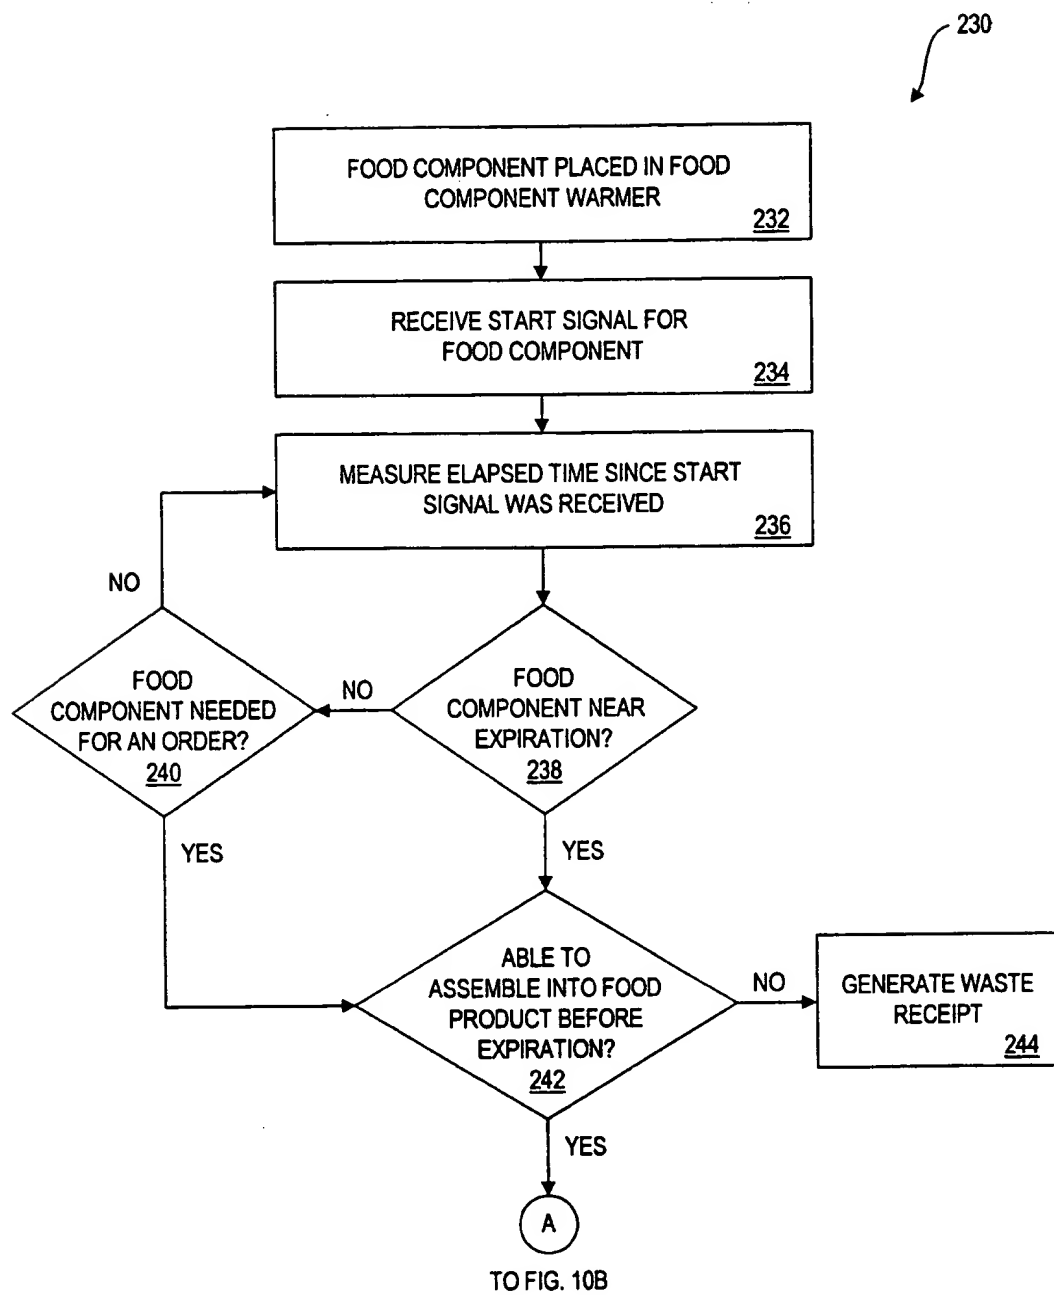 230
FOOD COMPONENT PLACED IN FOOD
COMPONENT WARMER
232
RECEIVE START SIGNAL FOR
FOOD COMPONENT
234
MEASURE ELAPSED TIME SINCE START
SIGNAL WAS RECEIVED
236
NO
FOOD
COMPONENT NEEDED
FOR AN ORDER?
240
NO
FOOD
COMPONENT NEAR
EXPIRATION?
238
YES
YES
ABLE TO
ASSEMBLE INTO FOOD
PRODUCT BEFORE
EXPIRATION?
242
NO
GENERATE WASTE
RECEIPT
244
YES
A
TO FIG. 10B